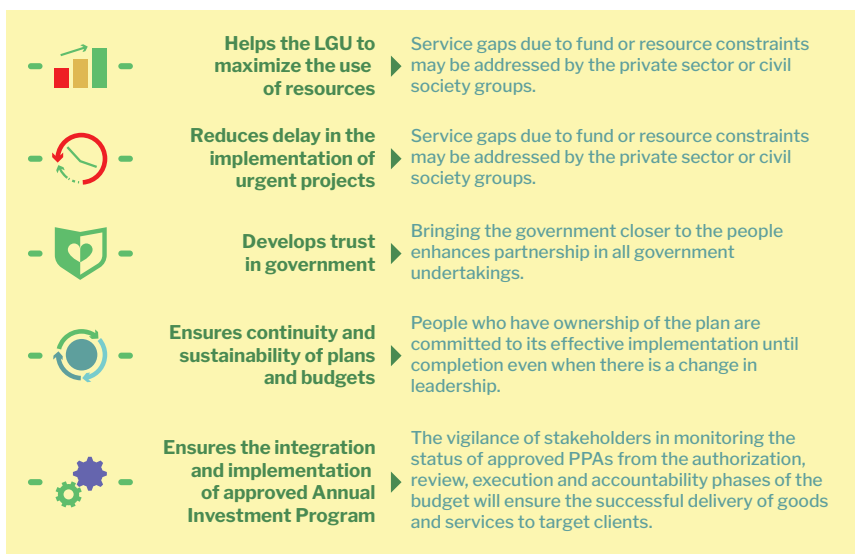 Helps the LGU to
maximize the use
of resources
Service gaps due to fund or resource constraints
may be addressed by the private sector or civil
society groups.
Reduces delay in the
implementation of
urgent projects
Service gaps due to fund or resource constraints
may be addressed by the private sector or civil
society groups.
Develops trust
in government
Bringing the government closer to the people
enhances partnership in all government
undertakings.
Ensures continuity and
sustainability of plans
and budgets
People who have ownership of the plan are
committed to its effective implementation until
completion even when there is a change in
leadership.
Ensures the integration
and implementation
of approved Annual
Investment Program
The vigilance of stakeholders in monitoring the
status of approved PPAs from the authorization,
review, execution and accountability phases of the
budget will ensure the successful delivery of goods
and services to target clients.